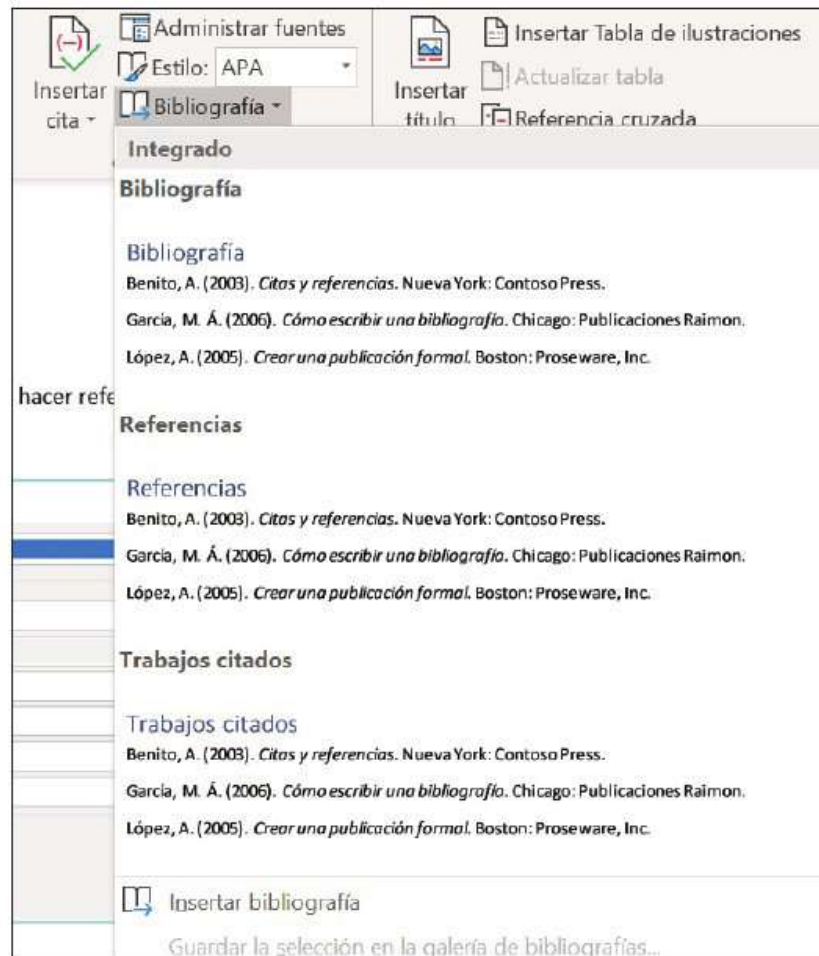 Insertar
cita
Administrar fuentes
Estilo: APA
Bibliografía
Insertar
título
Insertar Tabla de ilustraciones
Actualizar tabla
Referencia cruzada
Integrado
Bibliografía
Bibliografía
Benito, A. (2003). Citas y referencias. Nueva York: Contoso Press.
García, M. Á. (2006). Cómo escribir una bibliografía. Chicago: Publicaciones Raimon.
López, A. (2005). Crear una publicación formal. Boston: Proseware, Inc.
hacer refe
Referencias
Referencias
Benito, A. (2003). Citas y referencias. Nueva York: Contoso Press.
García, M. Á. (2006). Cómo escribir una bibliografía. Chicago: Publicaciones Raimon.
López, A. (2005). Crear una publicación formal. Boston: Proseware, Inc.
Trabajos citados
Trabajos citados
Benito, A. (2003). Citas y referencias. Nueva York: Contoso Press.
García, M. Á. (2006). Cómo escribir una bibliografía. Chicago: Publicaciones Raimon.
López, A. (2005). Crear una publicación formal. Boston: Proseware, Inc.
Insertar bibliografía
Guardar la selección en la galería de bibliografías...